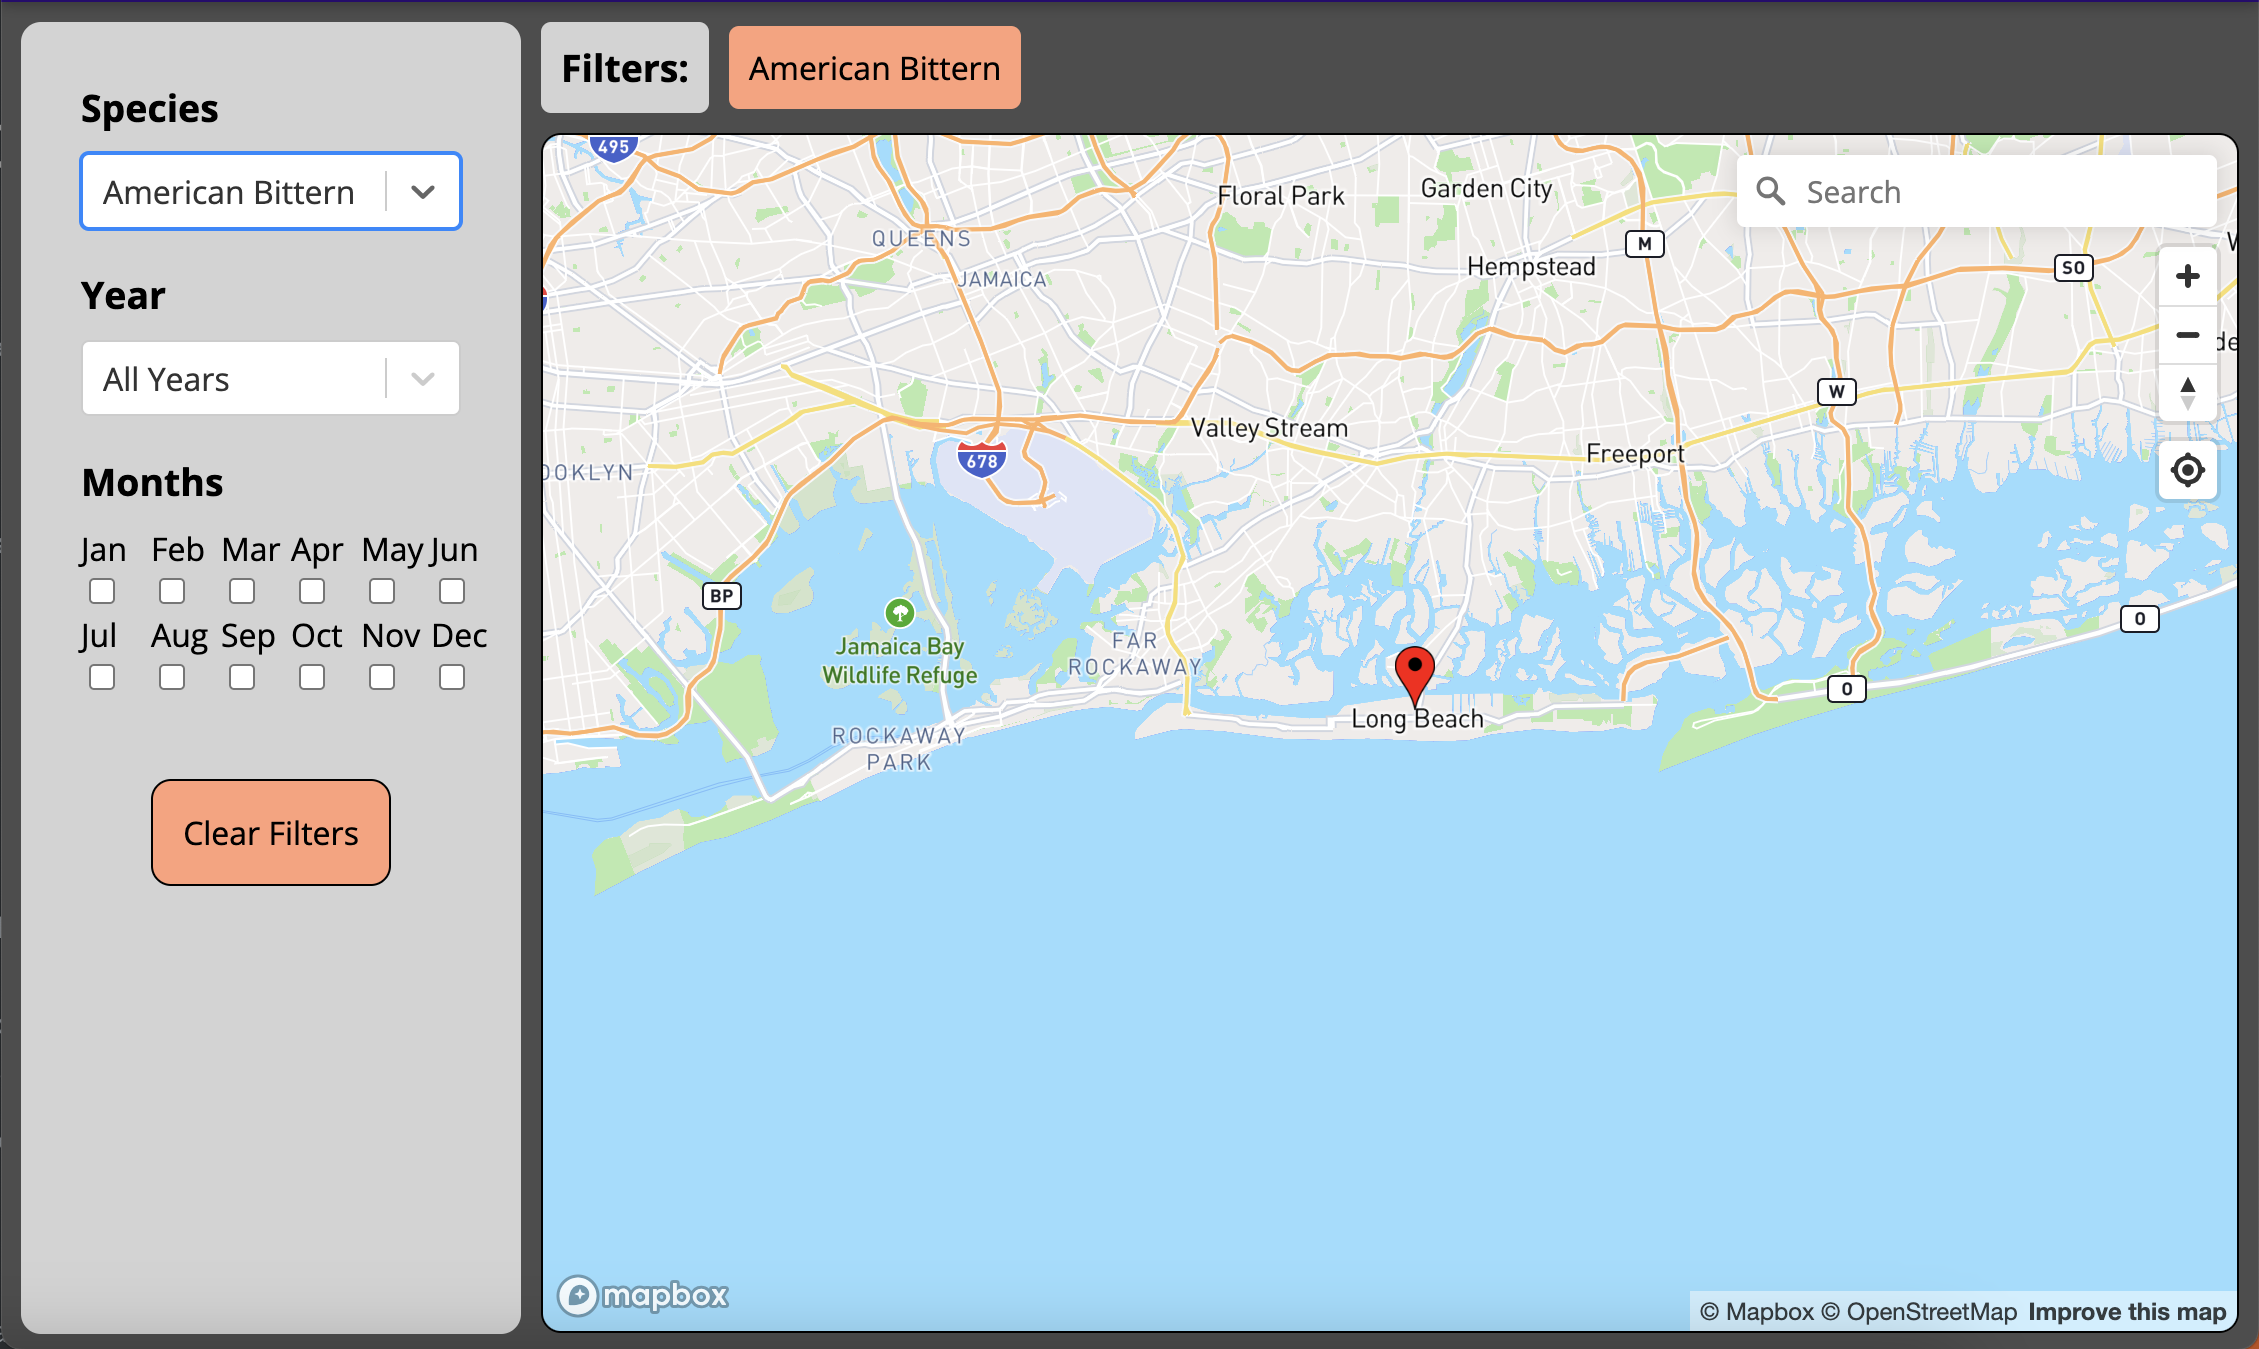 Species
American Bittern
Year
All Years
Months
Jan Feb Mar Apr May Jun
Jul Aug Sep Oct Nov Dec
Clear Filters
Filters:
American Bittern
495
Search
Floral Park
Garden City
QUEENS
M
JAMAICA
Hempstead
SO
W
Valley Stream
Freeport
678
OOKLYN
BP
O
Jamaica Bay
Wildlife Refuge
FAR
ROCKAWAY
O
Long Beach
ROCKAWAY
PARK
mapbox
© Mapbox © OpenStreetMap Improve this map